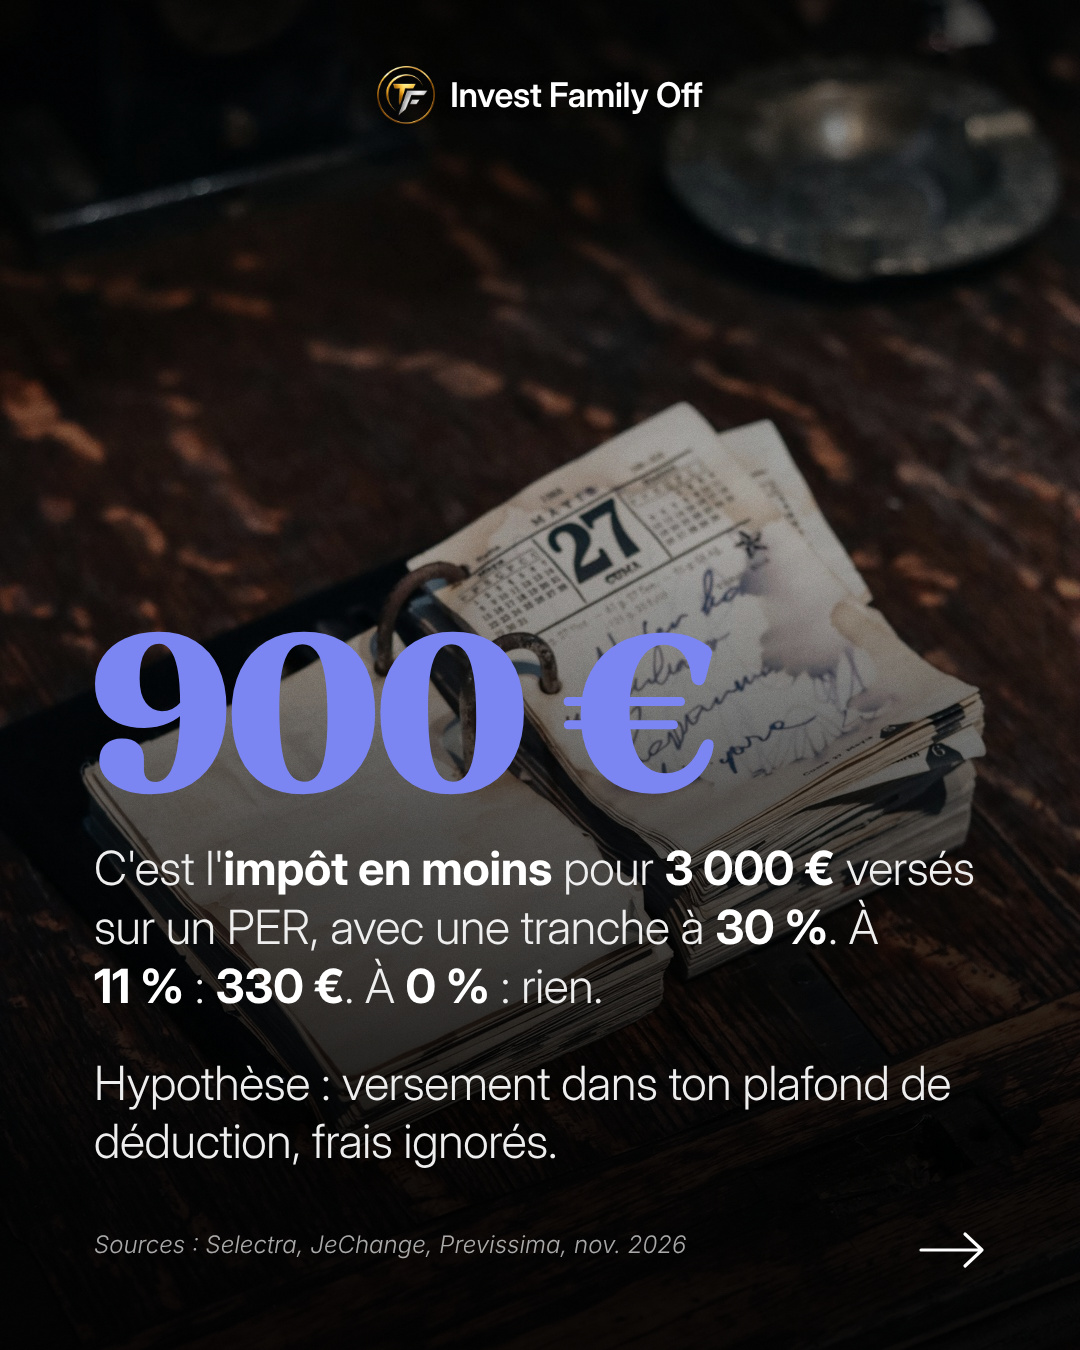 Invest Family Off
27
CUMA
900 €
C'est l'impôt en moins pour 3 000 € versés
sur un PER, avec une tranche à 30 %. À
11 % : 330 €. À 0 % : rien.
Hypothèse : versement dans ton plafond de
déduction, frais ignorés.
Sources : Selectra, JeChange, Previssima, nov. 2026